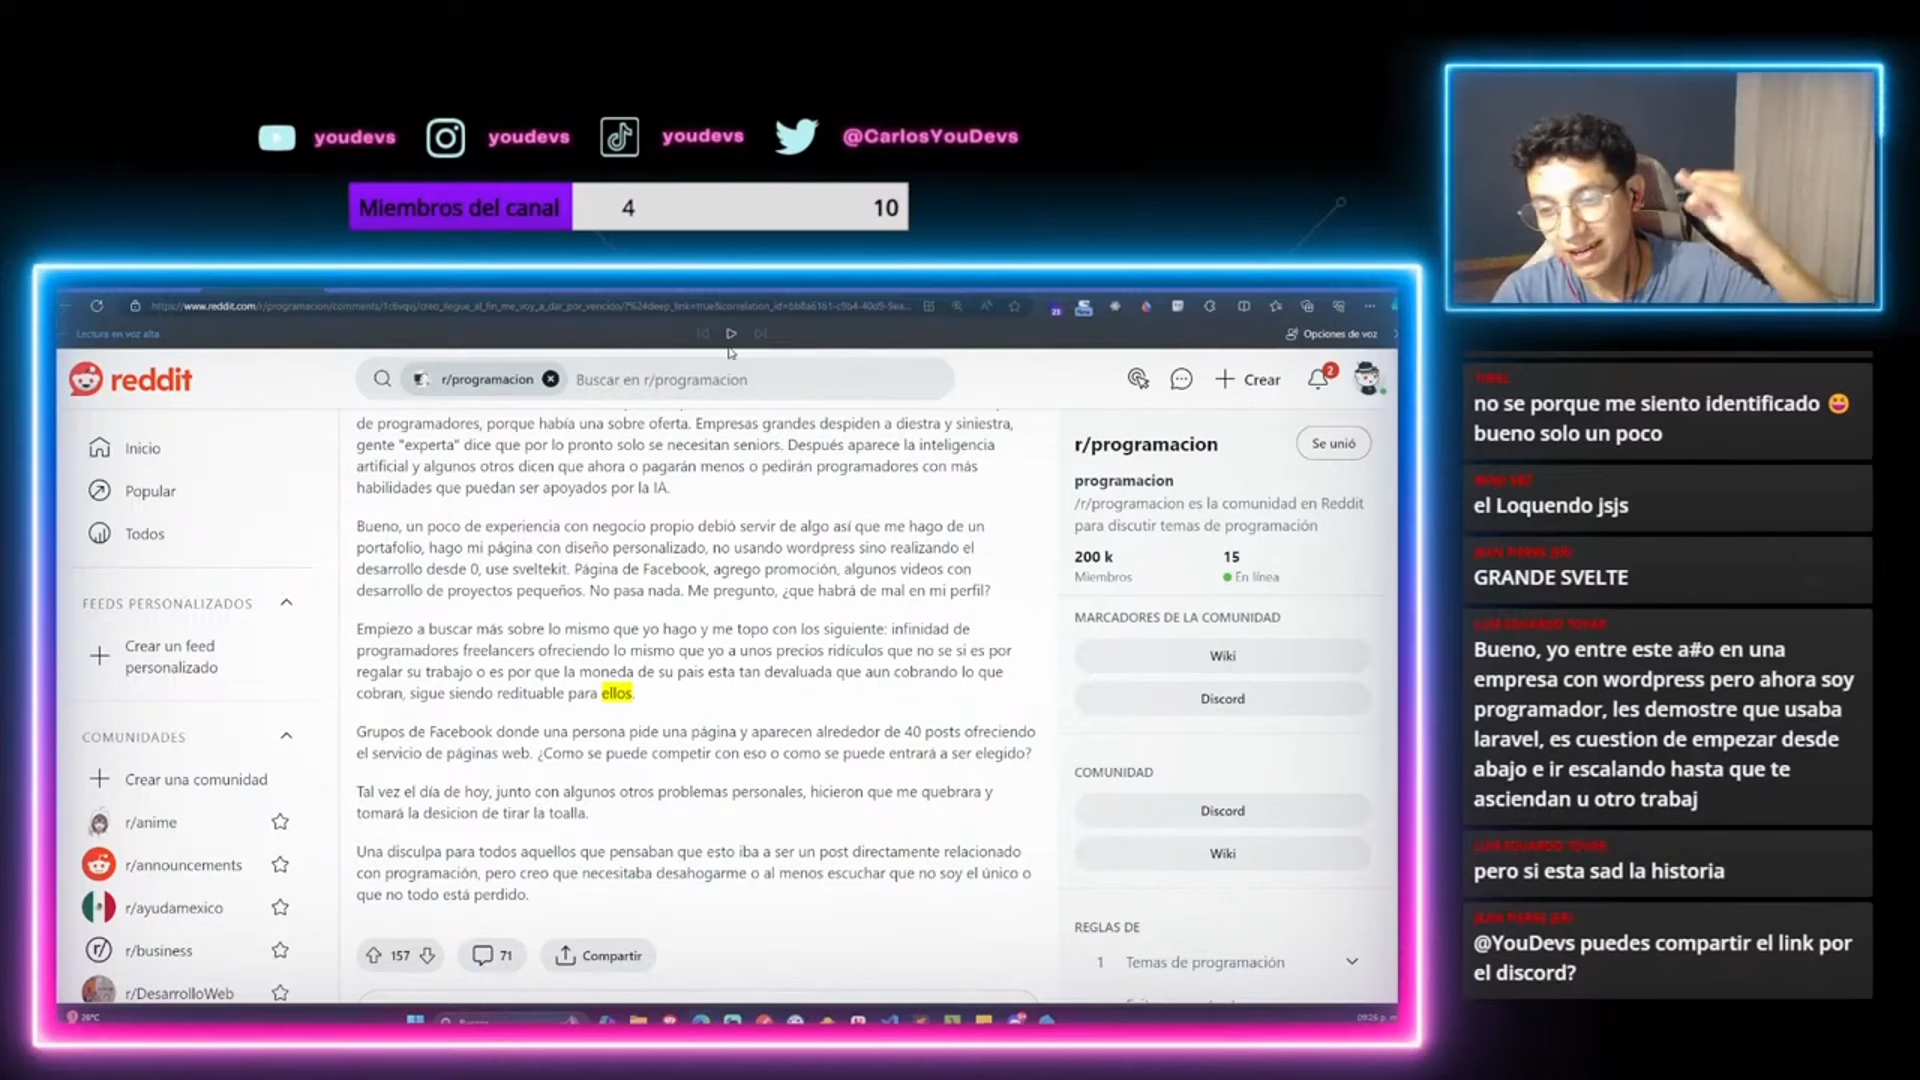 youdevs
youdevs
youdevs
@CarlosYouDevs
Miembros del canal 4 10
Lectura en voz alta
Opciones de voz
reddit
r/programacion
Buscar en r/programacion
Crear
2
Inicio
Popular
Todos
FEEDS PERSONALIZADOS
Crear un feed
personalizado
COMUNIDADES
Crear una comunidad
r/anime
r/announcements
r/ayudamexico
r/business
r/DesarrolloWeb
de programadores, porque había una sobre oferta. Empresas grandes despiden a diestra y siniestra,
gente "experta" dice que por lo pronto solo se necesitan seniors. Después aparece la inteligencia
artificial y algunos otros dicen que ahora o pagarán menos o pedirán programadores con más
habilidades que puedan ser apoyados por la IA.
Bueno, un poco de experiencia con negocio propio debió servir de algo así que me hago de un
portafolio, hago mi página con diseño personalizado, no usando wordpress sino realizando el
desarrollo desde 0, use sveltekit. Página de Facebook, agrego promoción, algunos videos con
desarrollo de proyectos pequeños. No pasa nada. Me pregunto, ¿que habrá de mal en mi perfil?
Empiezo a buscar más sobre lo mismo que yo hago y me topo con los siguiente: infinidad de
programadores freelancers ofreciendo lo mismo que yo a unos precios ridículos que no se si es por
regalar su trabajo o es por que la moneda de su pais esta tan devaluada que aun cobrando lo que
cobran, sigue siendo redituable para ellos.
Grupos de Facebook donde una persona pide una página y aparecen alrededor de 40 posts ofreciendo
el servicio de páginas web. ¿Como se puede competir con eso o como se puede entrará a ser elegido?
Tal vez el día de hoy, junto con algunos otros problemas personales, hicieron que me quebrara y
tomará la desicion de tirar la toalla.
Una disculpa para todos aquellos que pensaban que esto iba a ser un post directamente relacionado
con programación, pero creo que necesitaba desahogarme o al menos escuchar que no soy el único o
que no todo está perdido.
157
71
Compartir
r/programacion
Se unió
programacion
/r/programacion es la comunidad en Reddit
para discutir temas de programación
200 k 15
Miembros En línea
MARCADORES DE LA COMUNIDAD
Wiki
Discord
COMUNIDAD
Discord
Wiki
REGLAS DE
1 Temas de programación
26°C
no se porque me siento identificado
bueno solo un poco
el Loquendo jsjs
GRANDE SVELTE
LUIS EDUARDO TOVAR
Bueno, yo entre este a#o en una
empresa con wordpress pero ahora soy
programador, les demostre que usaba
laravel, es cuestion de empezar desde
abajo e ir escalando hasta que te
asciendan u otro trabaj
LUIS EDUARDO TOVAR
pero si esta sad la historia
@YouDevs puedes compartir el link por
el discord?